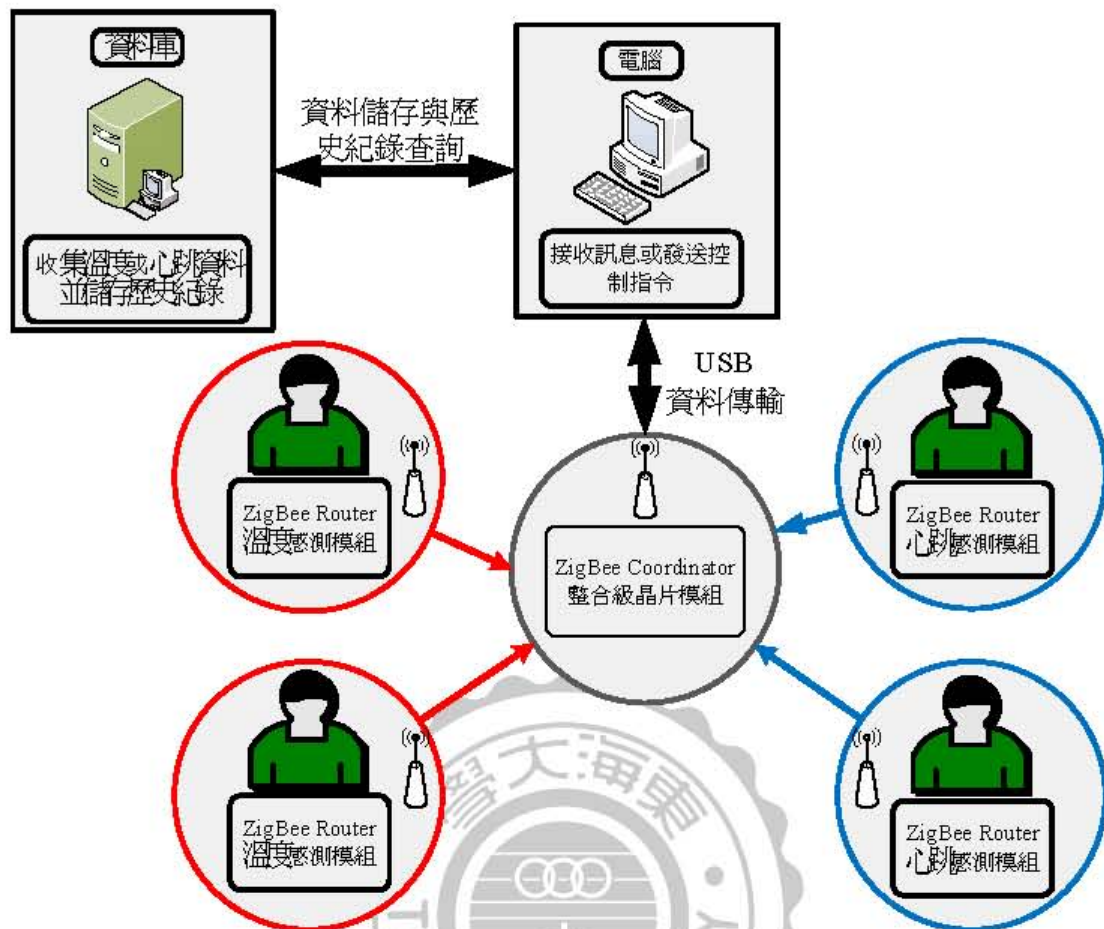 資料庫
電腦
資料儲存與歷
史紀錄查詢
收集溫度或心跳資料
並儲存歷史紀錄
接收訊息或發送控
制指令
USB
資料傳輸
ZigBee Router
溫度感測模組
ZigBee Router
心跳感測模組
ZigBee Coordinator
整合級晶片模組
ZigBee Router
溫度感測模組
ZigBee Router
心跳感測模組
學大海東